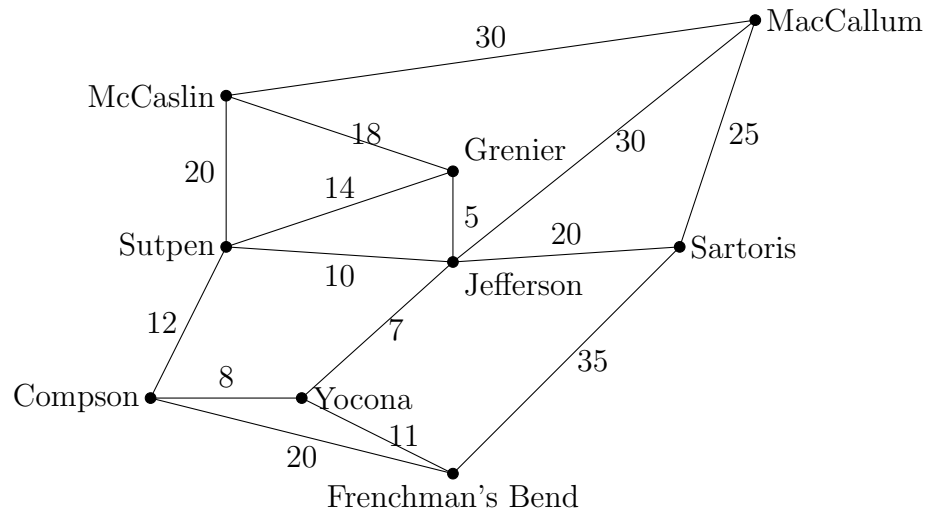 MacCallum
30
McCaslin
18
30
25
Grenier
20
14
5
20
Sutpen
Sartoris
10
Jefferson
12
7
35
8
Compson
Yocona
11
20
Frenchman's Bend